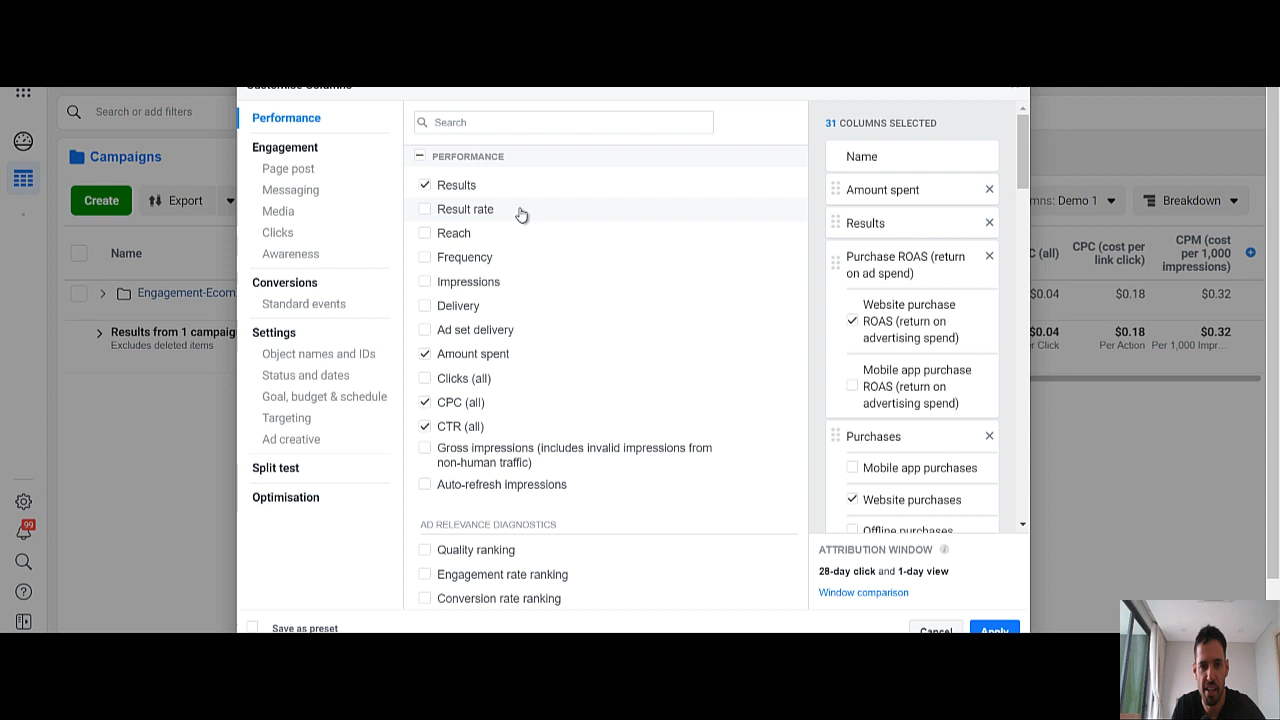 Customise Columns
Search or add filters
Campaigns
Create
Export
Columns: Demo 1
Breakdown
Name
(all)
CPC (cost per
link click)
CPM (cost
per 1,000
impressions)
Engagement-Ecom
$0.04
$0.18
$0.32
Results from 1 campaig
Excludes deleted items
$0.04
$0.18
$0.32
r Click
Per Action
Per 1,000 Impr...
99
Performance
Engagement
Page post
Messaging
Media
Clicks
Awareness
Conversions
Standard events
Settings
Object names and IDs
Status and dates
Goal, budget & schedule
Targeting
Ad creative
Split test
Optimisation
Search
PERFORMANCE
Results
Result rate
Reach
Frequency
Impressions
Delivery
Ad set delivery
Amount spent
Clicks (all)
CPC (all)
CTR (all)
Gross impressions (includes invalid impressions from
non-human traffic)
Auto-refresh impressions
AD RELEVANCE DIAGNOSTICS
Quality ranking
Engagement rate ranking
Conversion rate ranking
31 COLUMNS SELECTED
Name
Amount spent
Results
Purchase ROAS (return
on ad spend)
Website purchase
ROAS (return on
advertising spend)
Mobile app purchase
ROAS (return on
advertising spend)
Purchases
Mobile app purchases
Website purchases
Offline purchases
ATTRIBUTION WINDOW
28-day click and 1-day view
Window comparison
Save as preset
Cancel
Apply